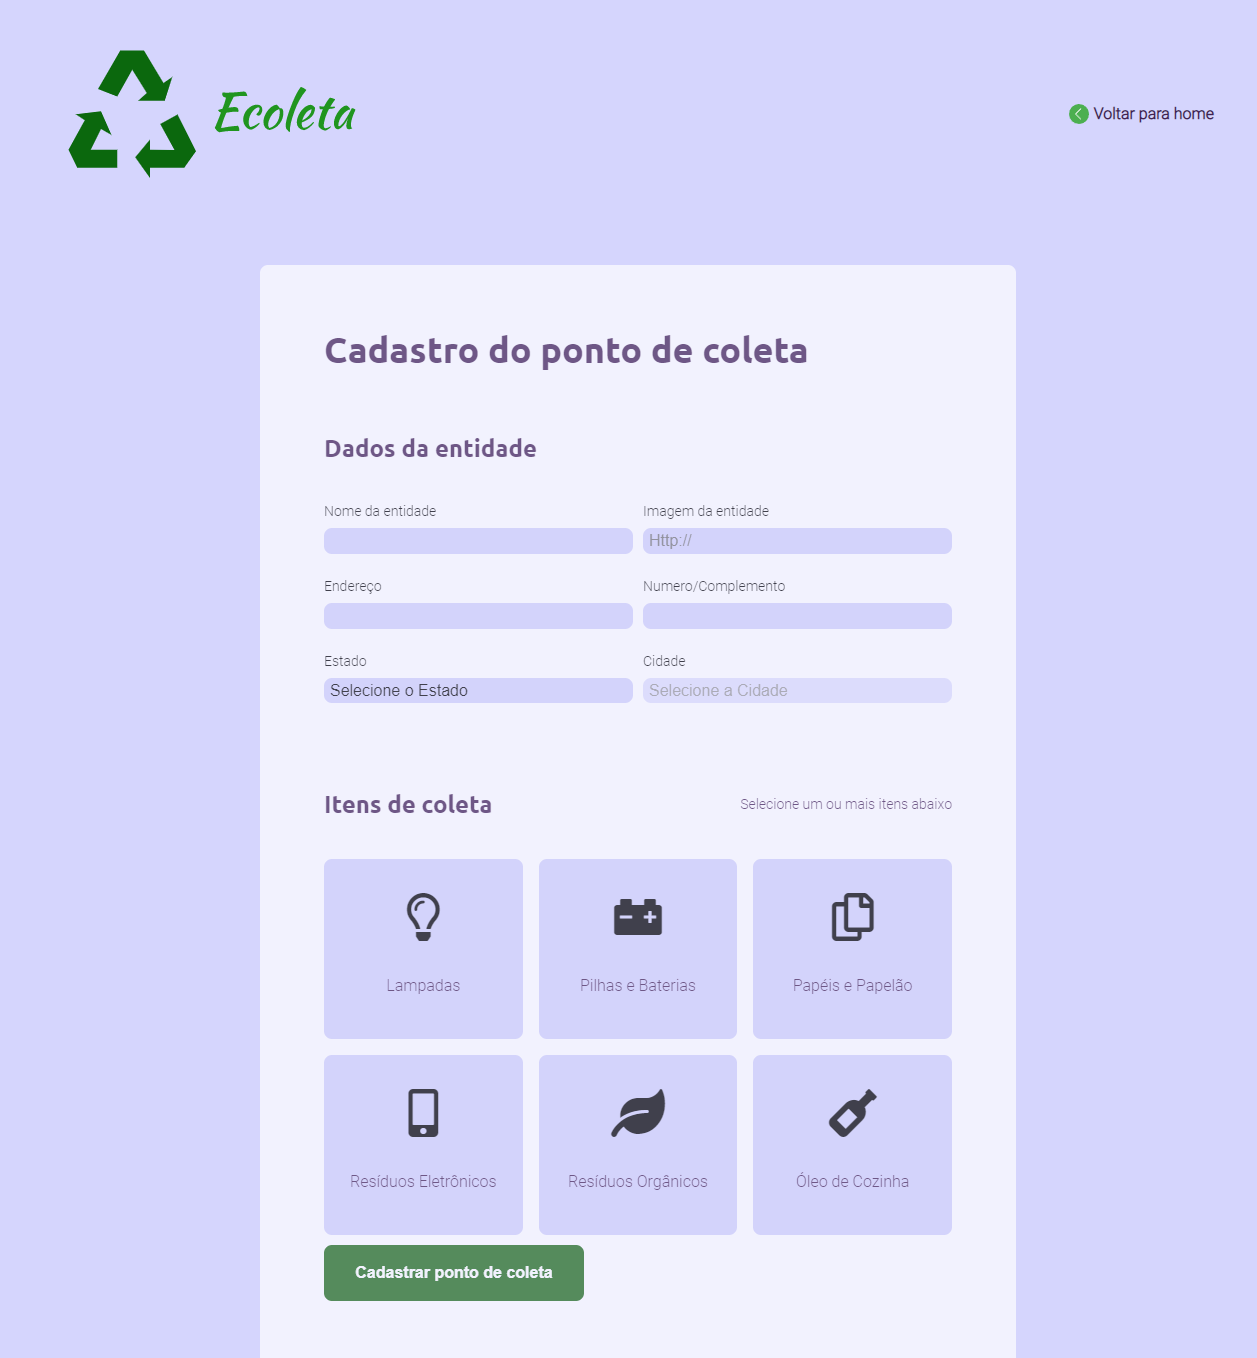 Ecoleta
Voltar para home
Cadastro do ponto de coleta
Dados da entidade
Nome da entidade
Imagem da entidade
Http://
Endereço
Numero/Complemento
Estado
Cidade
Selecione o Estado
Selecione a Cidade
Itens de coleta
Selecione um ou mais itens abaixo
Lampadas
Pilhas e Baterias
Papéis e Papelão
Resíduos Eletrônicos
Resíduos Orgânicos
Óleo de Cozinha
Cadastrar ponto de coleta